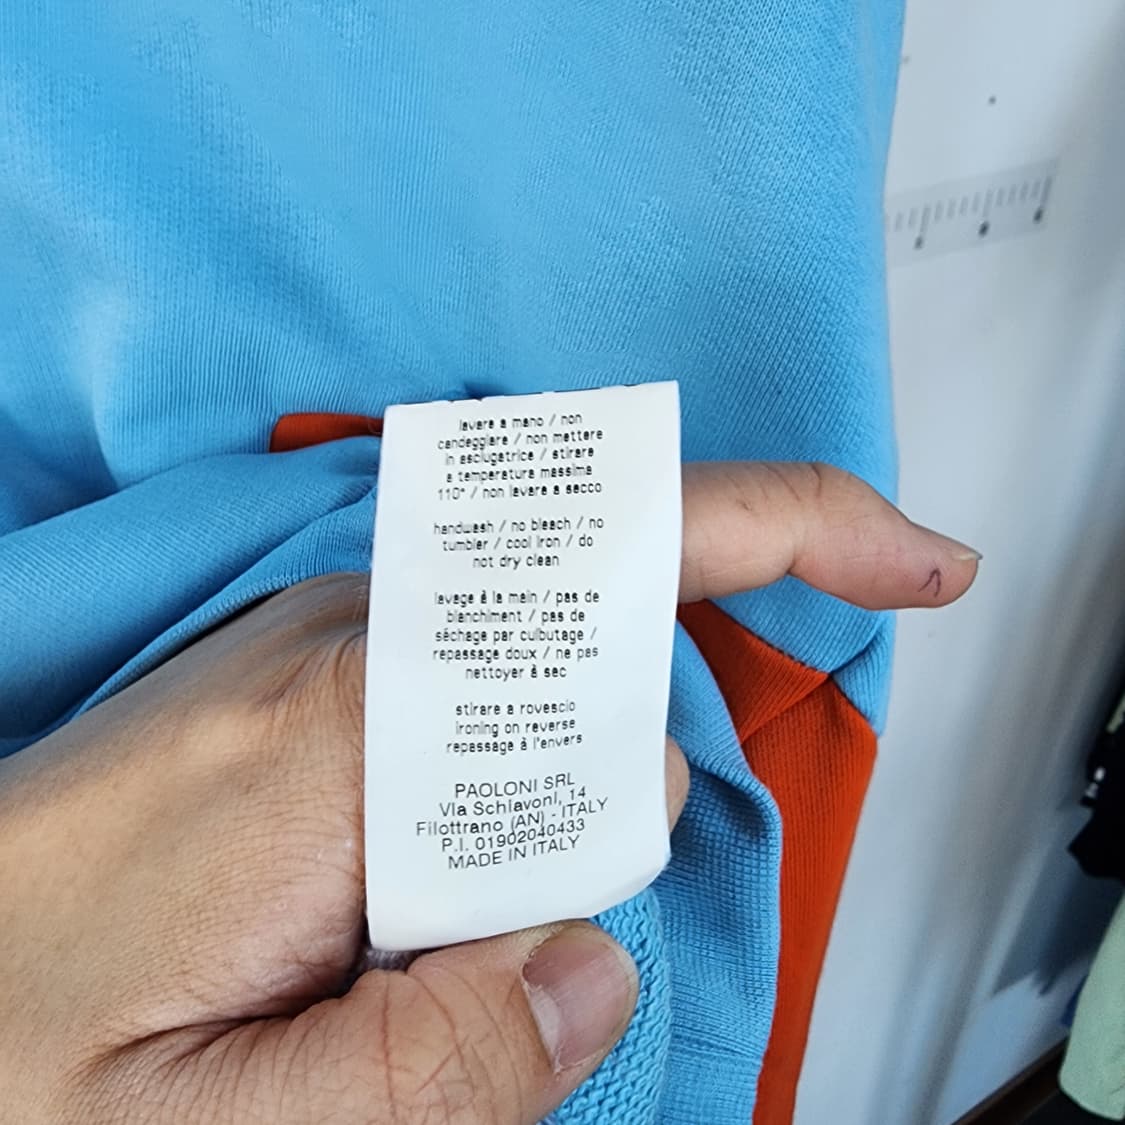 lavare a mano / non
candeggiare / non mettere
in asciugatrice / stirare
a temperatura massima
110° / non lavare a secco
handwash / no bleach / no
tumbler / cool iron / do
not dry clean
lavage à la main / pas de
blanchiment / pas de
séchage par culbutage /
repassage doux / ne pas
nettoyer à sec
stirare a rovescio
ironing on reverse
repassage à l'envers
PAOLONI SRL
Via Schiavoni, 14
Filottrano (AN) - ITALY
P.I. 01902040433
MADE IN ITALY